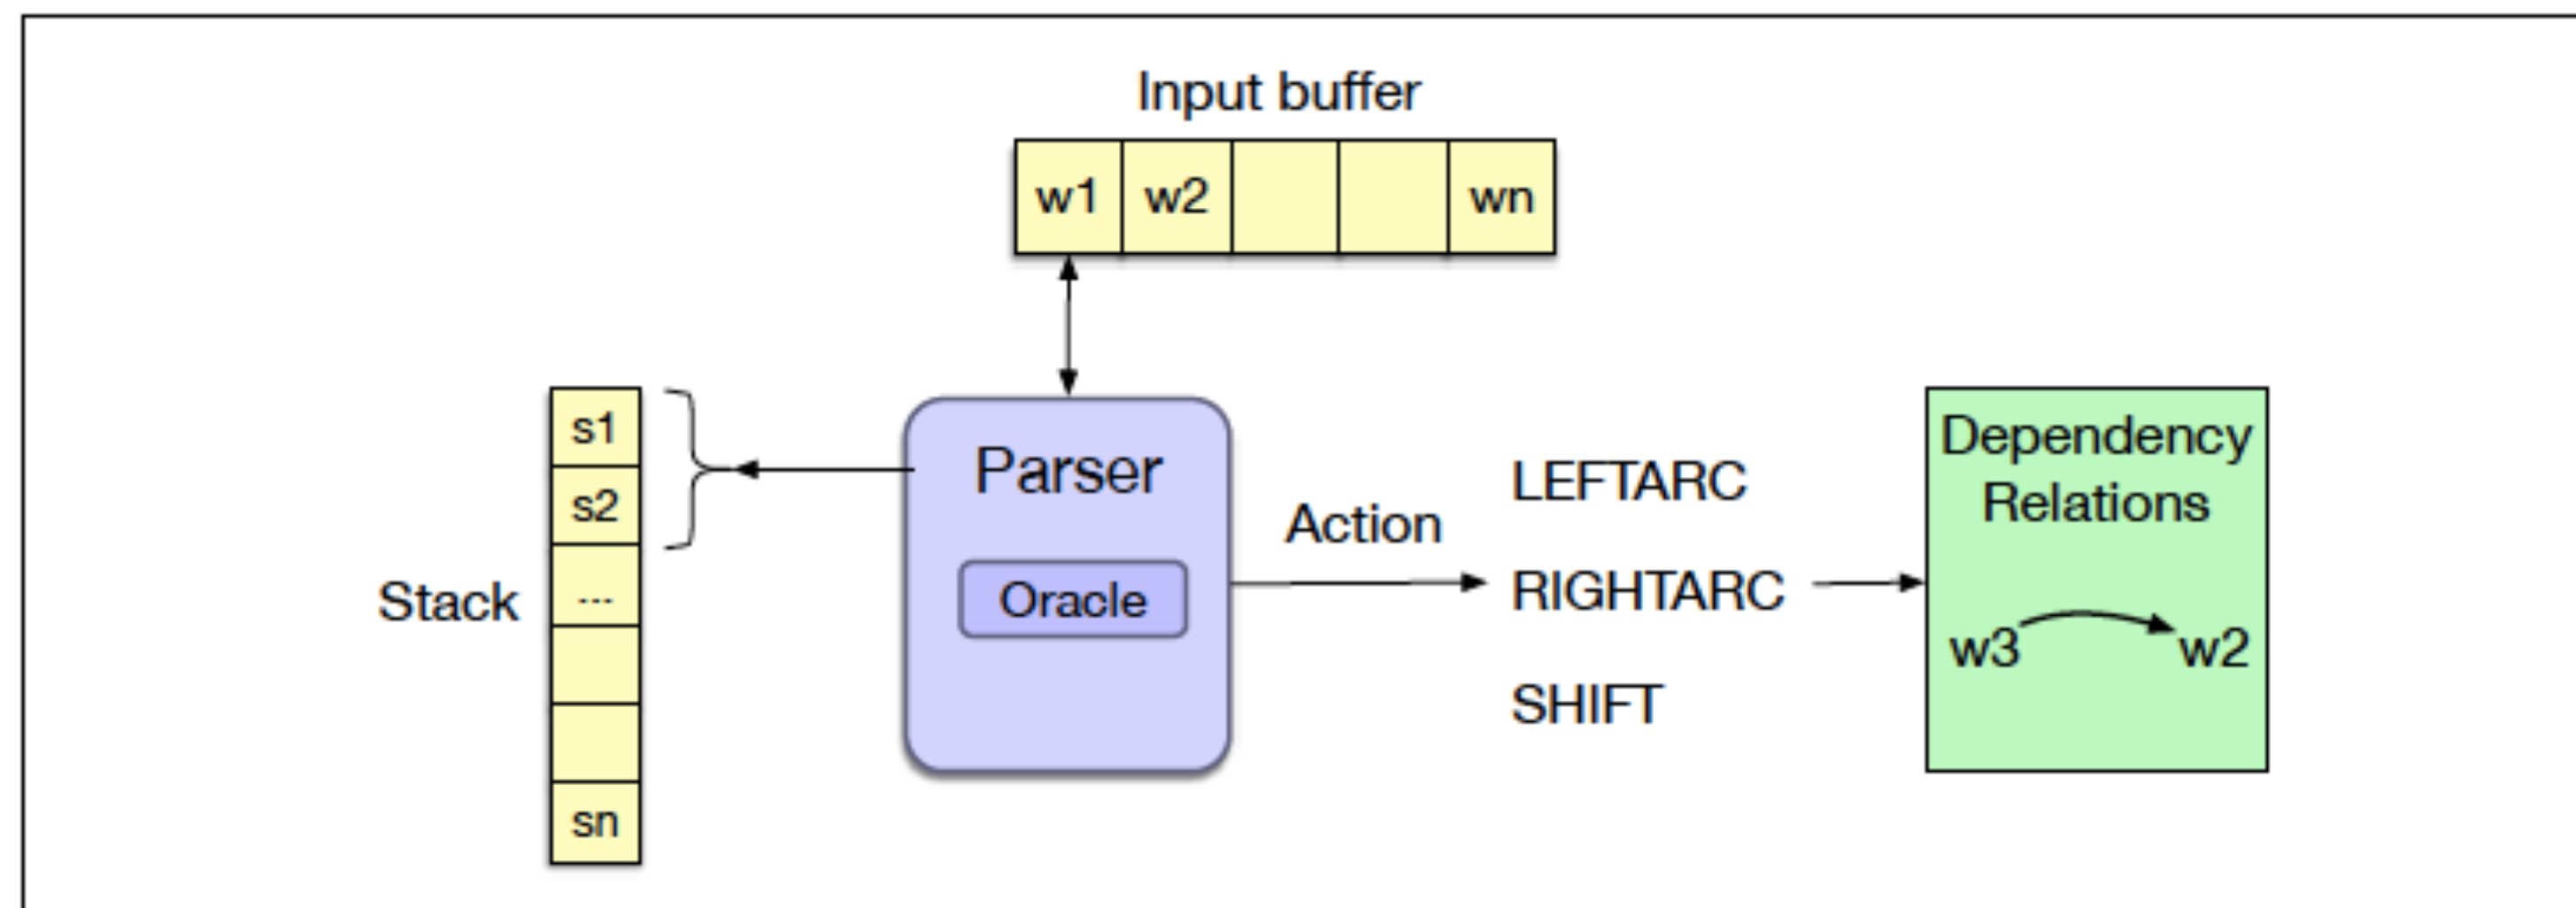 Input buffer
w1 w2 wn
s1
s2
...
sn
Stack
Parser
Oracle
Action
LEFTARC
RIGHTARC
SHIFT
Dependency
Relations
w3 w2